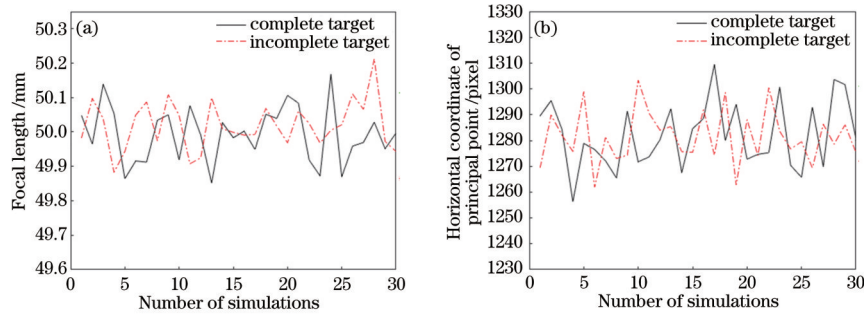 (a)
complete target
incomplete target
50.3
50.2
50.1
50.0
49.9
49.8
49.7
49.6
Focal length /mm
0 5 10 15 20 25 30
Number of simulations
(b)
complete target
incomplete target
1330
1320
1310
1300
1290
1280
1270
1260
1250
1240
1230
Horizontal coordinate of
principal point /pixel
0 5 10 15 20 25 30
Number of simulations